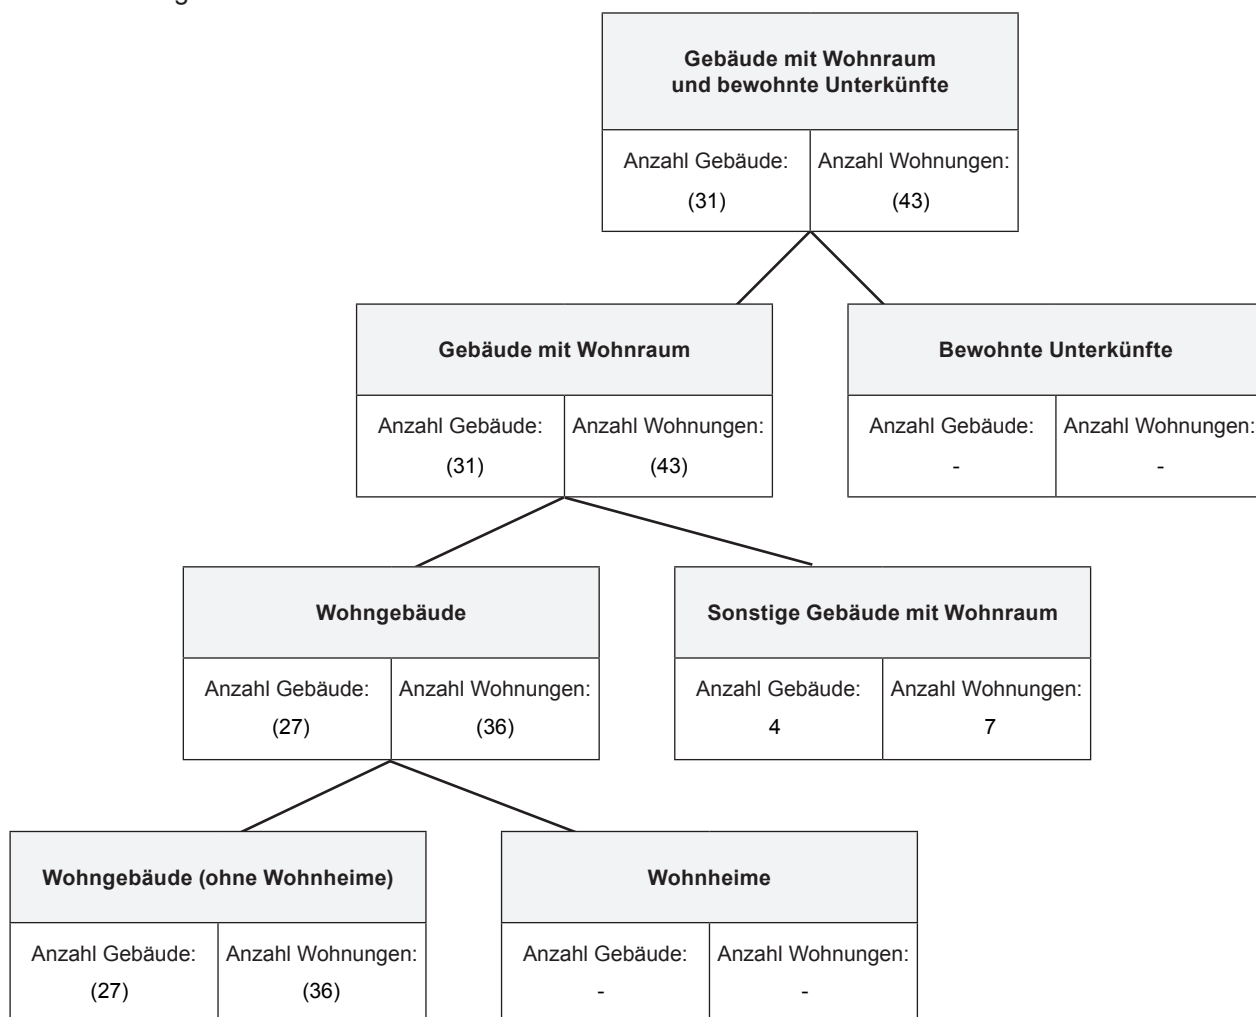 Gebäude mit Wohnraum
und bewohnte Unterkünfte
Anzahl Gebäude: Anzahl Wohnungen:
(31) (43)
Gebäude mit Wohnraum
Anzahl Gebäude: Anzahl Wohnungen:
(31) (43)
Bewohnte Unterkünfte
Anzahl Gebäude: Anzahl Wohnungen:
- -
Wohngebäude
Anzahl Gebäude: Anzahl Wohnungen:
(27) (36)
Sonstige Gebäude mit Wohnraum
Anzahl Gebäude: Anzahl Wohnungen:
4 7
Wohngebäude (ohne Wohnheime)
Anzahl Gebäude: Anzahl Wohnungen:
(27) (36)
Wohnheime
Anzahl Gebäude: Anzahl Wohnungen:
- -